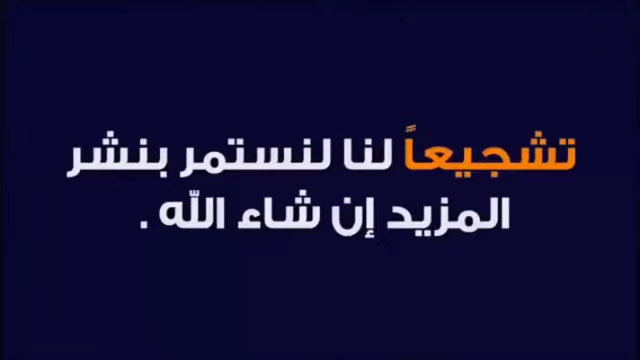 تشجيعاً لنا لنستمر بنشر
المزيد إن شاء الله .